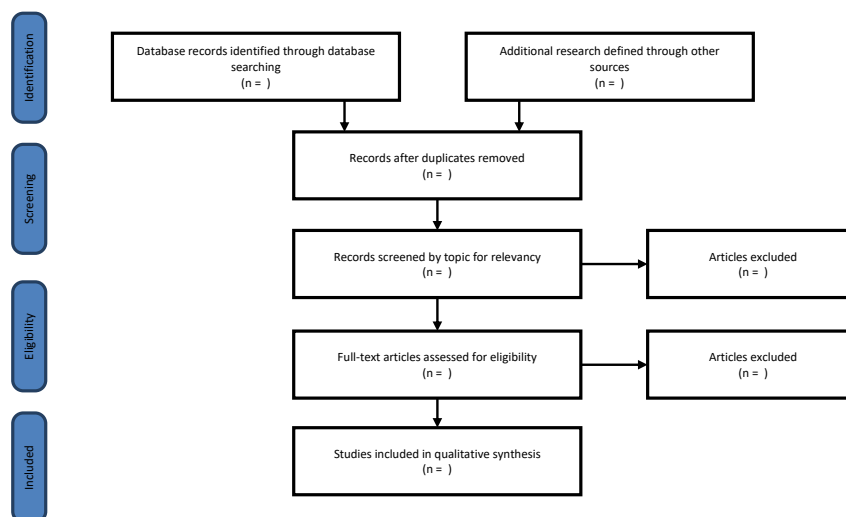 Identification
Database records identified through database
searching
(n = )
Additional research defined through other
sources
(n = )
Screening
Records after duplicates removed
(n = )
Records screened by topic for relevancy
(n = )
Articles excluded
(n = )
Eligibility
Full-text articles assessed for eligibility
(n = )
Articles excluded
(n = )
Included
Studies included in qualitative synthesis
(n = )